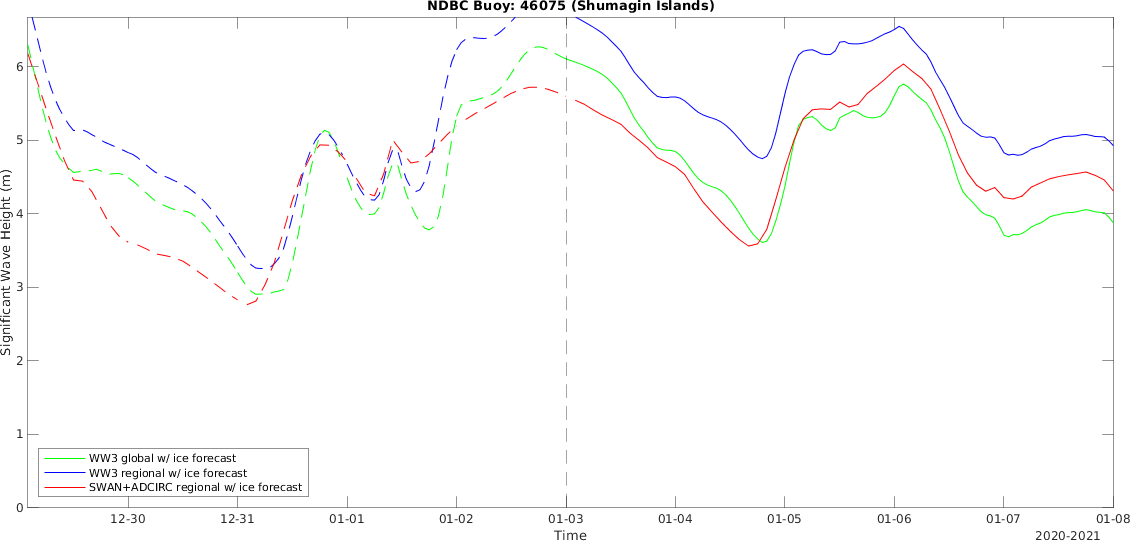 NDBC Buoy: 46075 (Shumagin Islands)
Significant Wave Height (m)
6
5
4
3
2
1
0
WW3 global w/ ice forecast
WW3 regional w/ ice forecast
SWAN+ADCIRC regional w/ ice forecast
12-30 12-31 01-01 01-02 01-03 01-04 01-05 01-06 01-07 01-08
Time
2020-2021